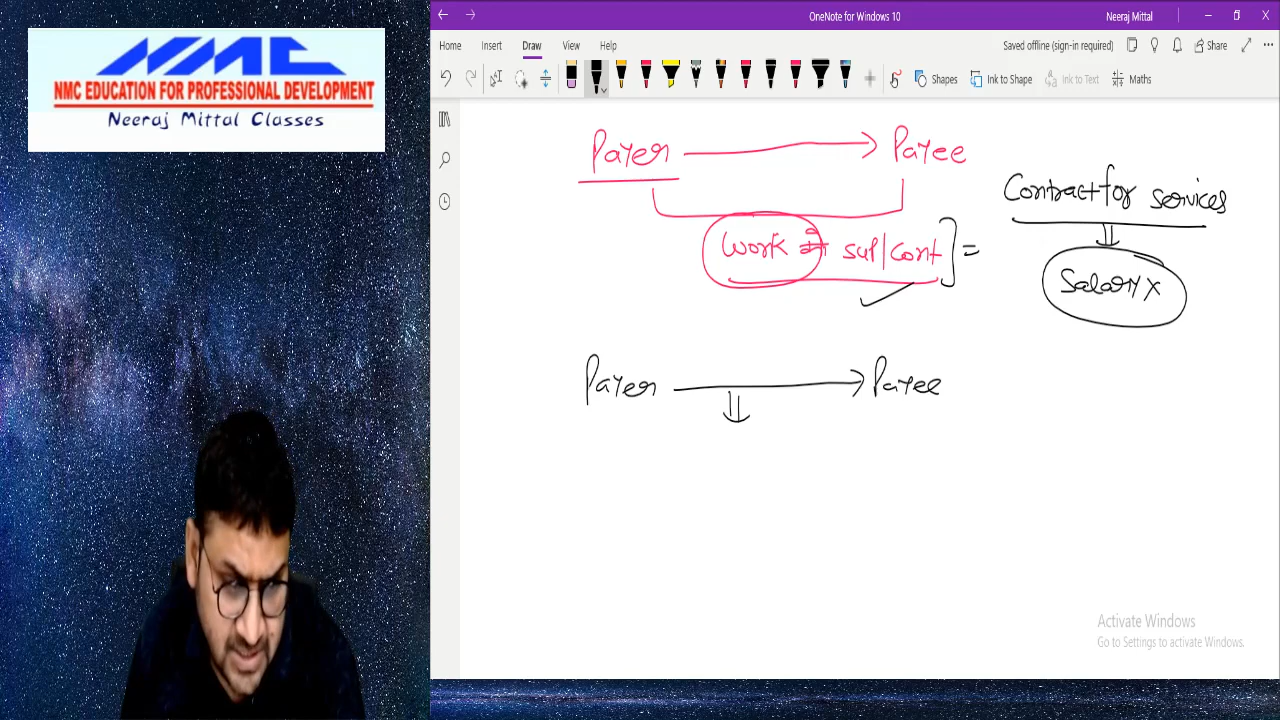 NMC
NMC EDUCATION FOR PROFESSIONAL DEVELOPMENT
Neeraj Mittal Classes
OneNote for Windows 10
Neeraj Mittal
Home Insert Draw View Help
Saved offline (sign-in required)
Share
Shapes Ink to Shape Ink to Text Maths
Payer Payee
Contract for services
work sub/cont ] =
Salary X
Payer Payee
Activate Windows
Go to Settings to activate Windows.